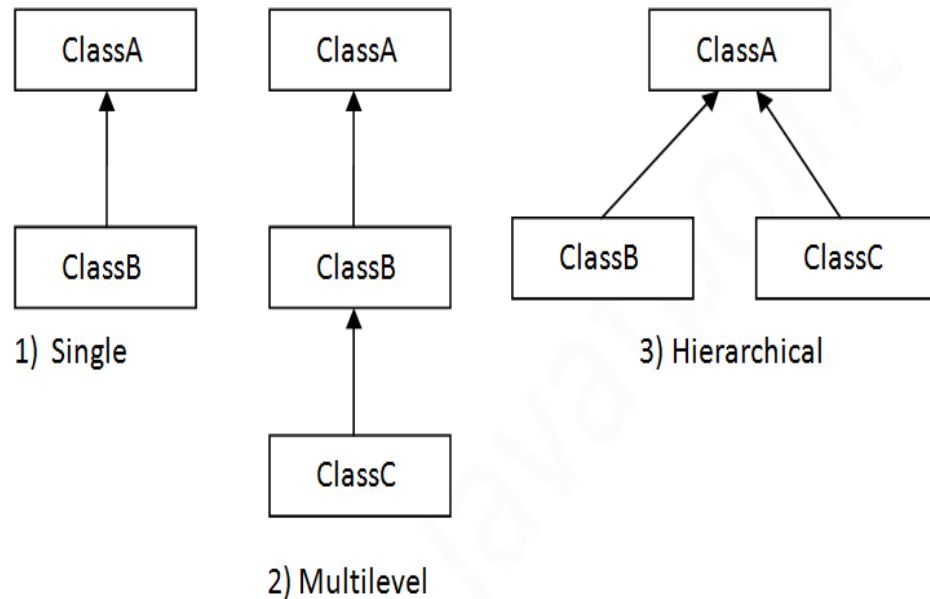 ClassA
ClassB
1) Single
ClassA
ClassB
ClassC
2) Multilevel
ClassA
ClassB
ClassC
3) Hierarchical